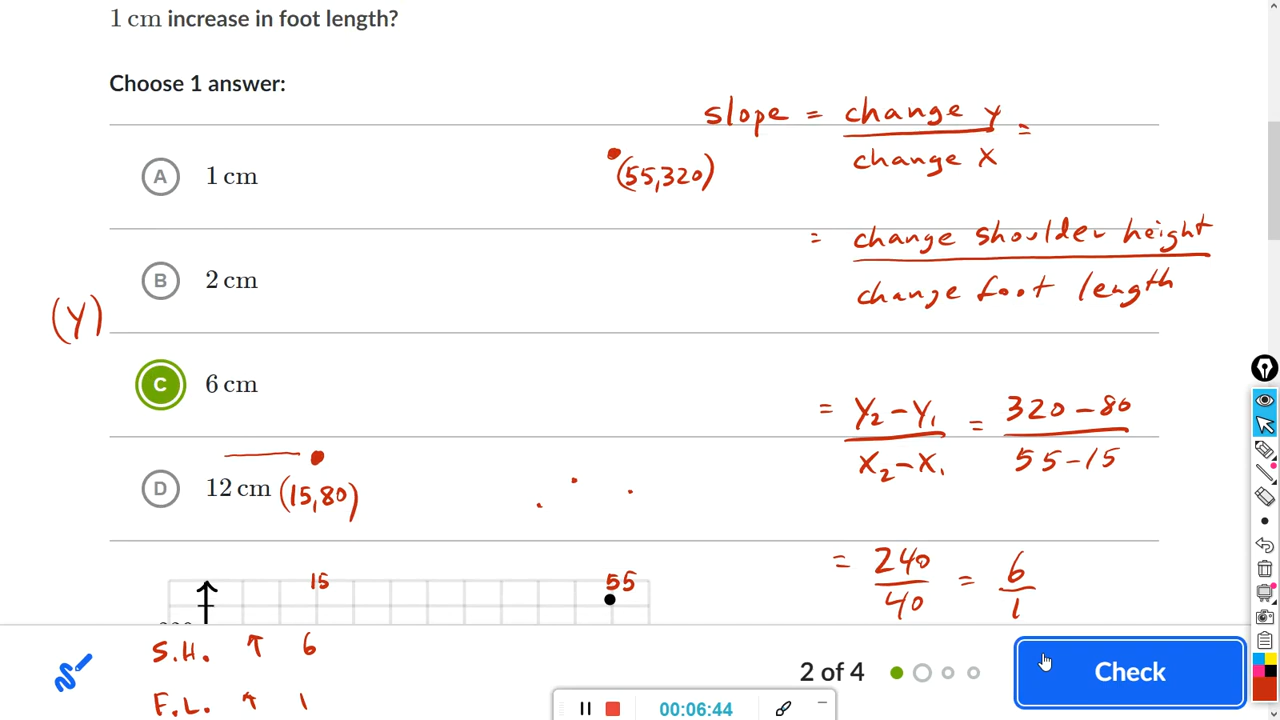 1 cm increase in foot length?
Choose 1 answer:
slope = change y / change x =
(55,320)
A 1 cm
= change shoulder height / change foot length
B 2 cm
(Y)
C 6 cm
= Y₂ - Y₁ / X₂ - X₁ = 320 - 80 / 55 - 15
D 12 cm (15,80)
= 240 / 40 = 6 / 1
15 55
S.H. ↑ 6
F.L. ↑ 1
2 of 4
Check
00:06:44